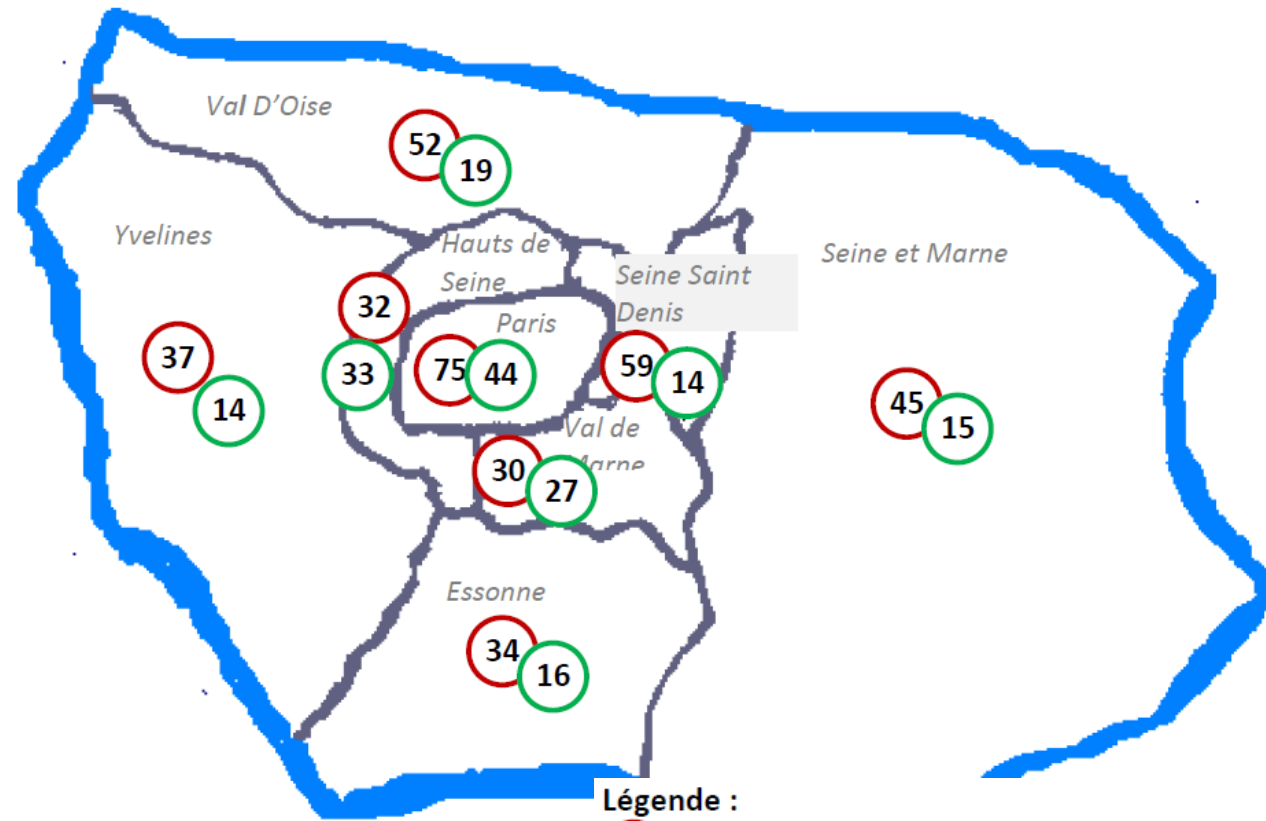 Val D'Oise
52
19
Yvelines
Hauts de
Seine
Seine Saint
Denis
Seine et Marne
32
Paris
37
33
75
44
59
14
14
45
15
Val de
Marne
30
27
Essonne
34
16
Légende :